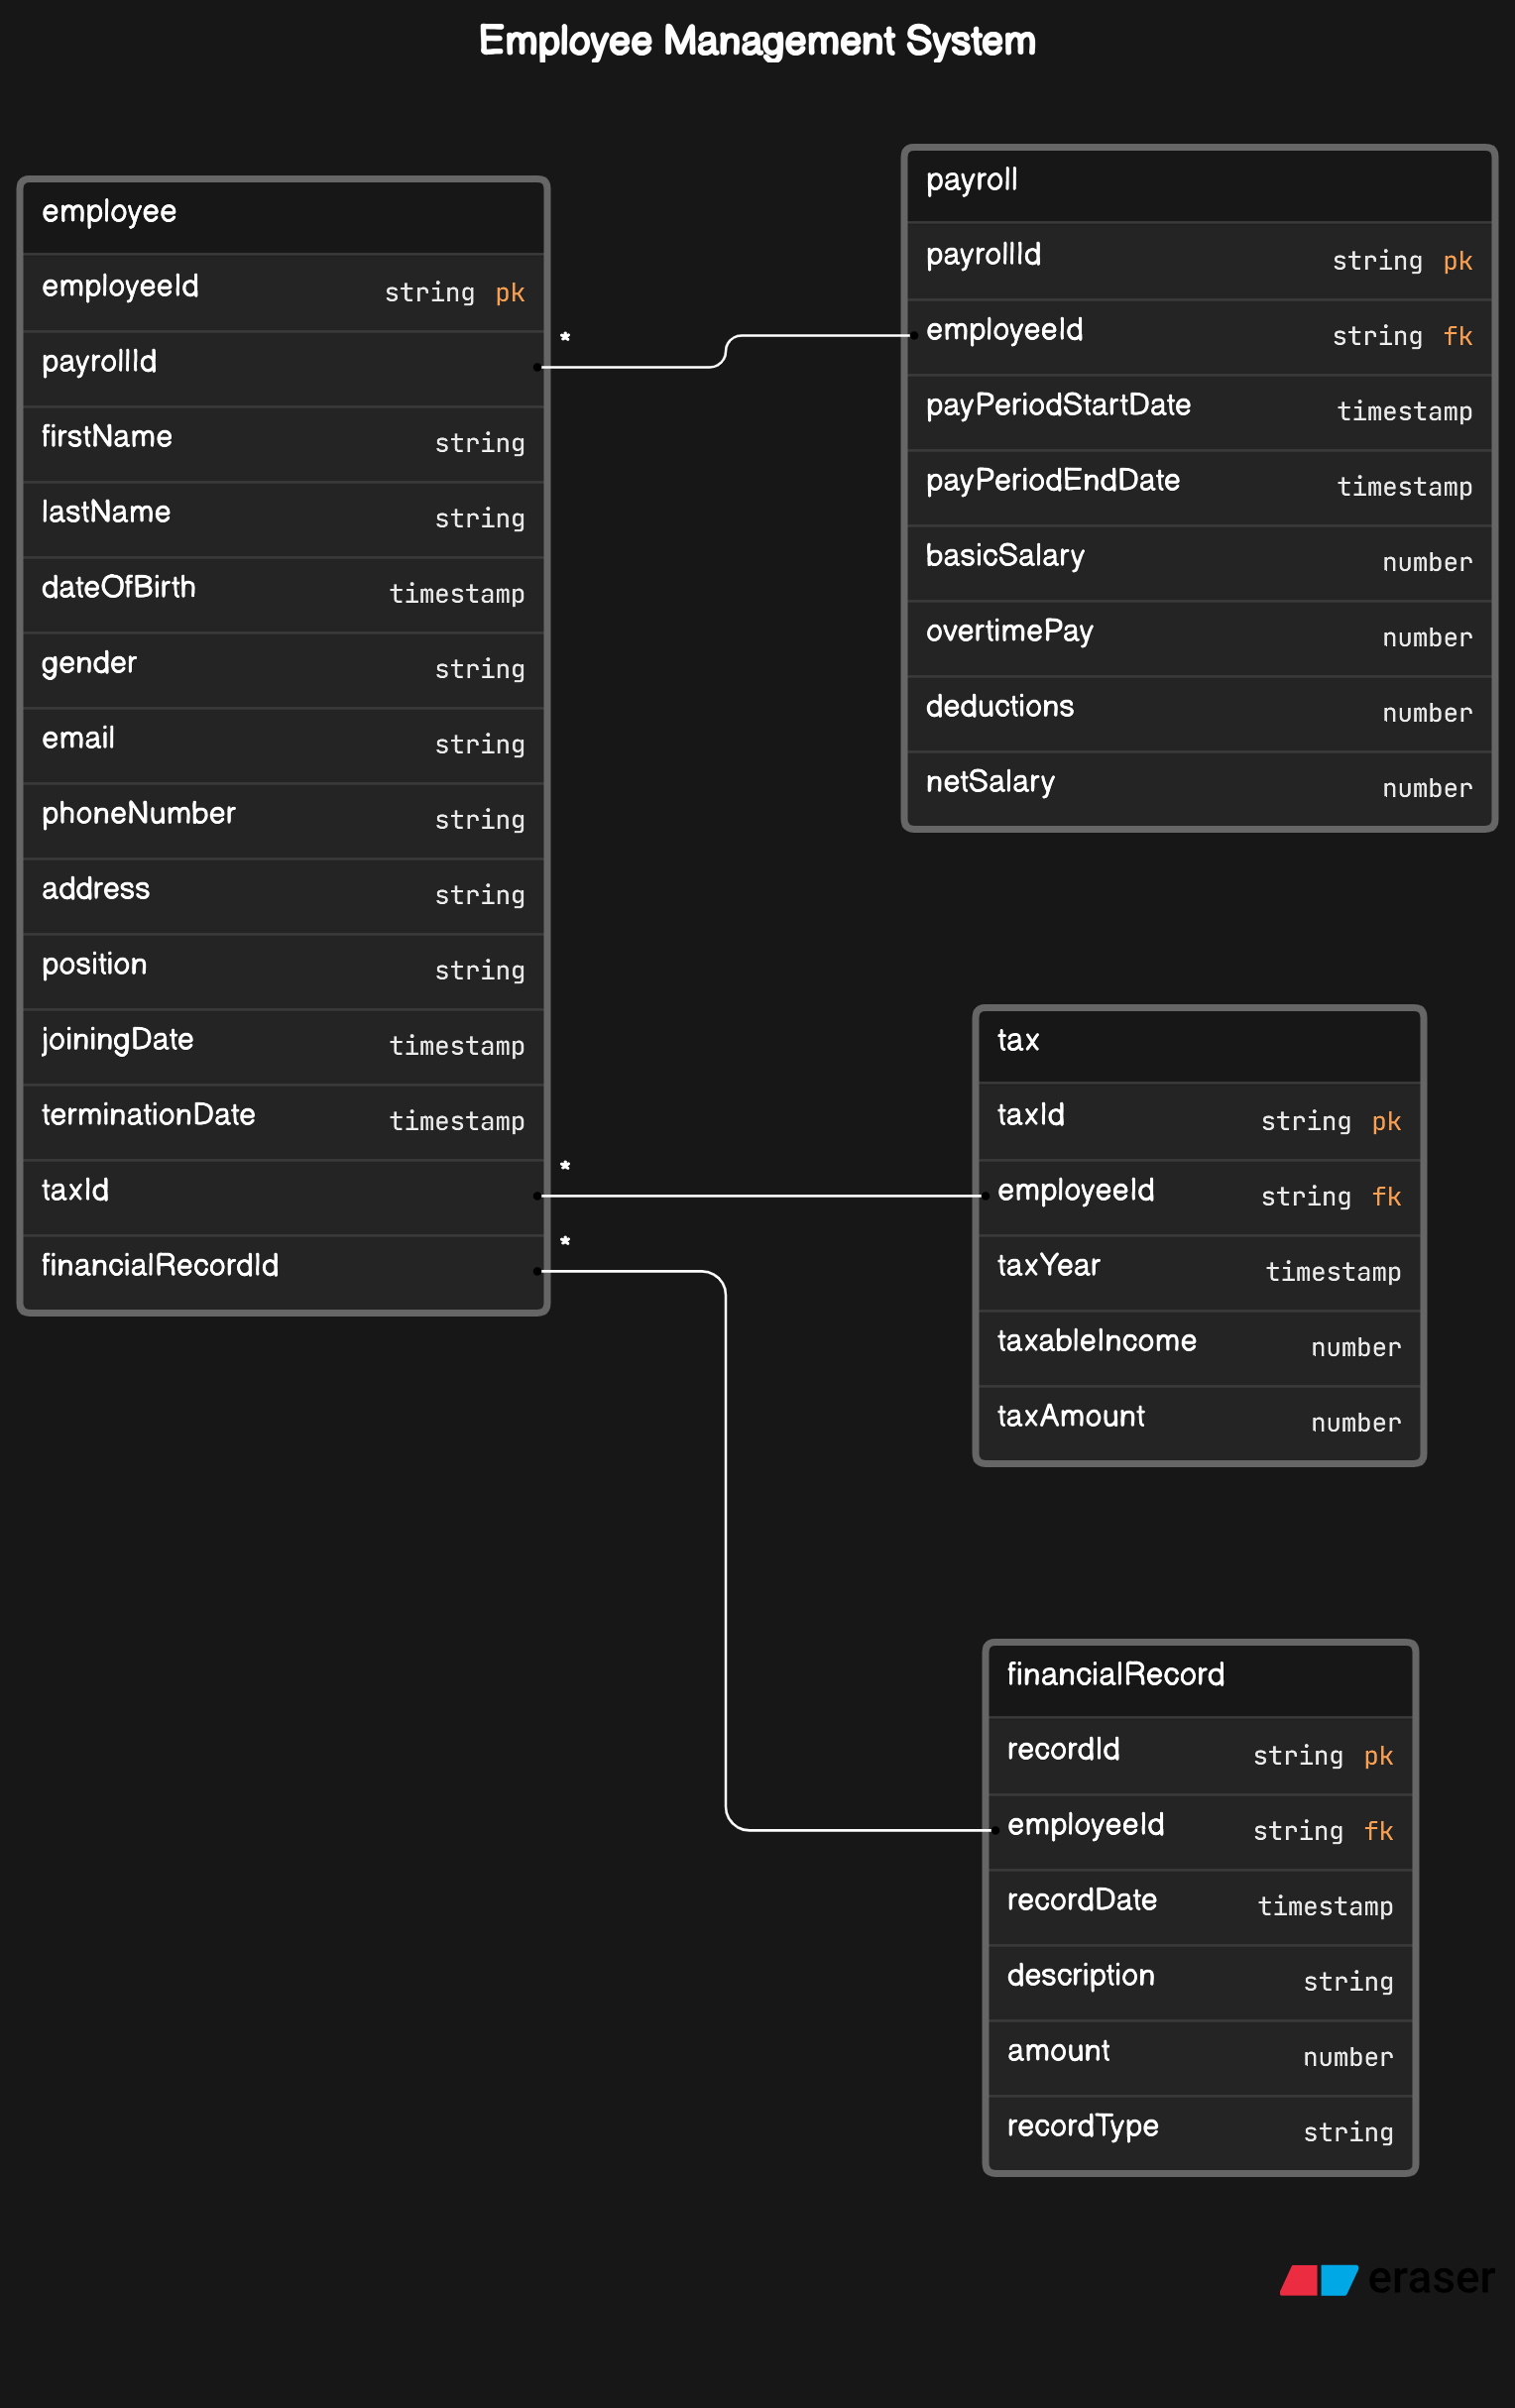 Employee Management System
employee
employeeId string pk
payrollId *
firstName string
lastName string
dateOfBirth timestamp
gender string
email string
phoneNumber string
address string
position string
joiningDate timestamp
terminationDate timestamp
taxId *
financialRecordId *
payroll
payrollId string pk
employeeId string fk
payPeriodStartDate timestamp
payPeriodEndDate timestamp
basicSalary number
overtimePay number
deductions number
netSalary number
tax
taxId string pk
employeeId string fk
taxYear timestamp
taxableIncome number
taxAmount number
financialRecord
recordId string pk
employeeId string fk
recordDate timestamp
description string
amount number
recordType string
eraser